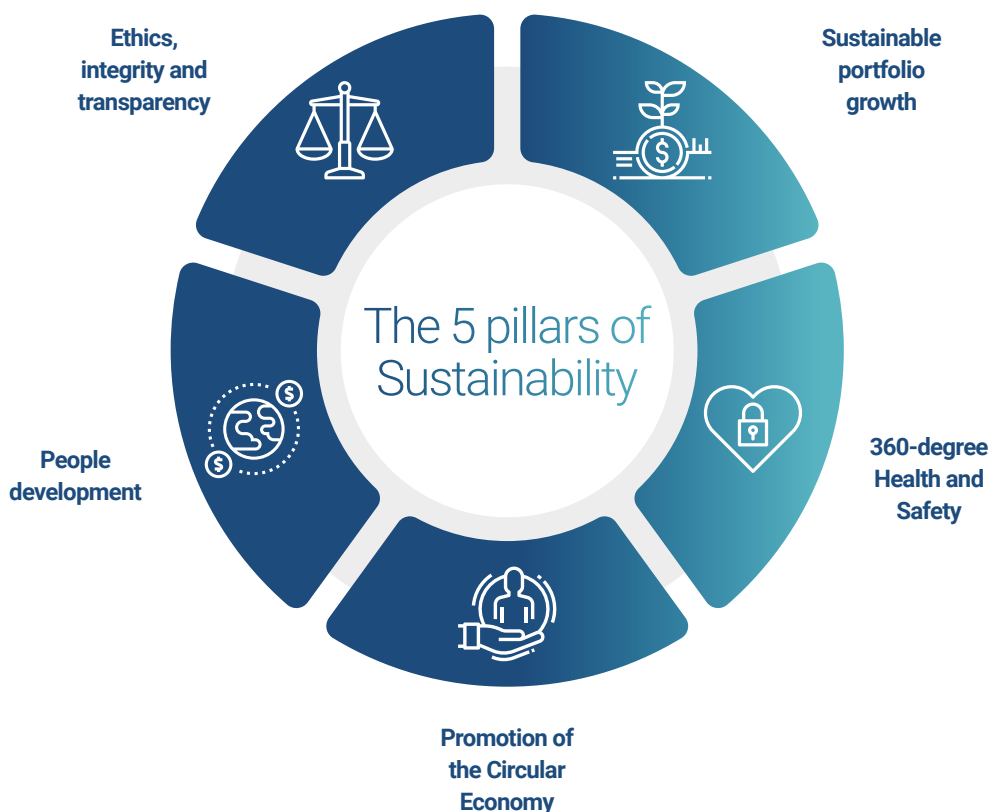 Ethics,
integrity and
transparency
Sustainable
portfolio
growth
$
The 5 pillars of
Sustainability
$
$
People
development
360-degree
Health and
Safety
Promotion of
the Circular
Economy